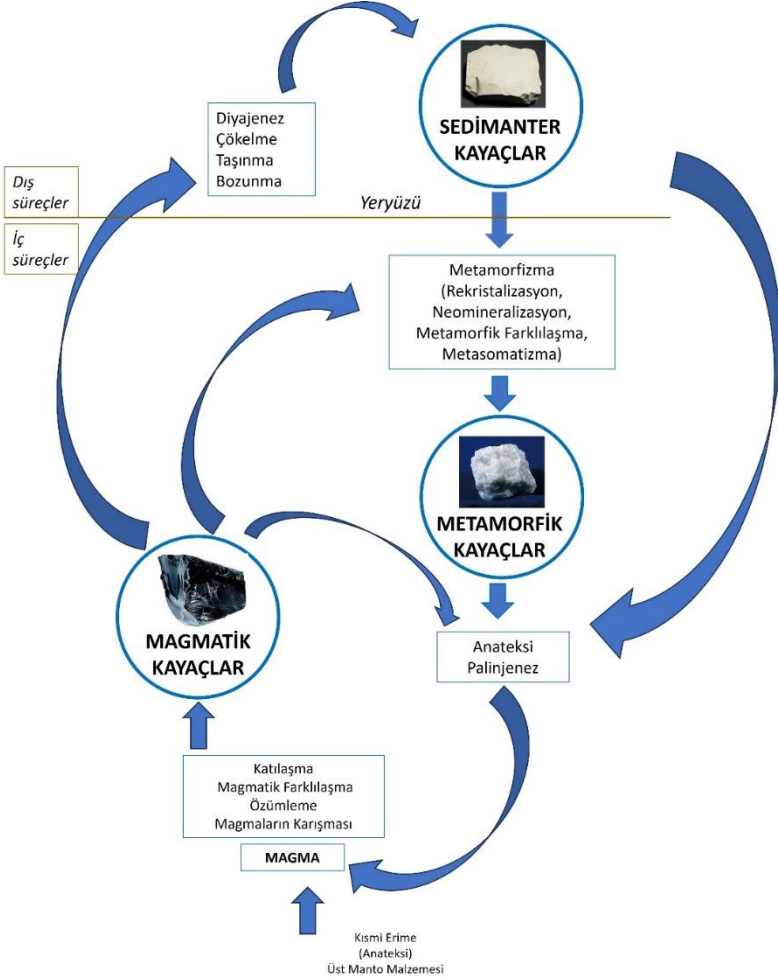 SEDİMANTER
KAYAÇLAR
Diyajenez
Çökelme
Taşınma
Bozunma
Dış
süreçler
Yeryüzü
İç
süreçler
Metamorfizma
(Rekristalizasyon,
Neomineralizasyon,
Metamorfik Farklılaşma,
Metasomatizma)
METAMORFİK
KAYAÇLAR
MAGMATİK
KAYAÇLAR
Anateksi
Palinjenez
Katılaşma
Magmatik Farklılaşma
Özümleme
Magmaların Karışması
MAGMA
Kısmi Erime
(Anateksi)
Üst Manto Malzemesi